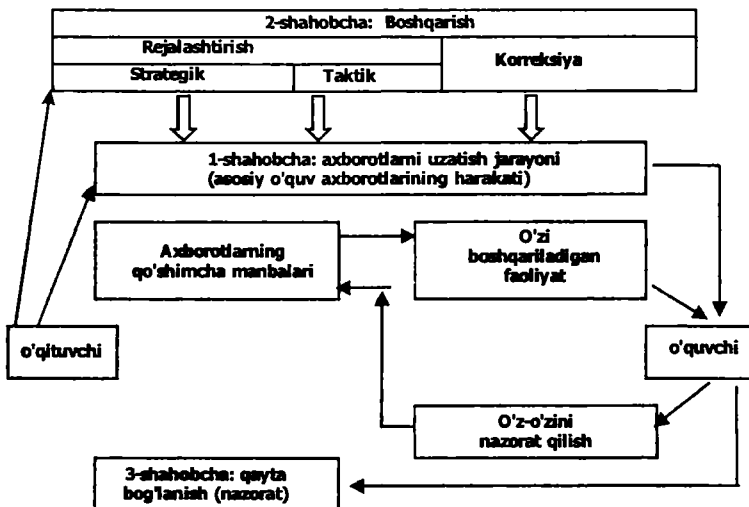 2-shahobcha: Boshqarish
Rejalashtirish
Korreksiya
Strategik
Taktik
1-shahobcha: axborotlarni uzatish jarayoni
(asosiy o'quv axborotlarining harakati)
Axborotlarning
qo'shimcha manbalari
O'zi
boshqariladigan
faoliyat
o'qituvchi
o'quvchi
O'z-o'zini
nazorat qilish
3-shahobcha: qayta
bog'lanish (nazorat)